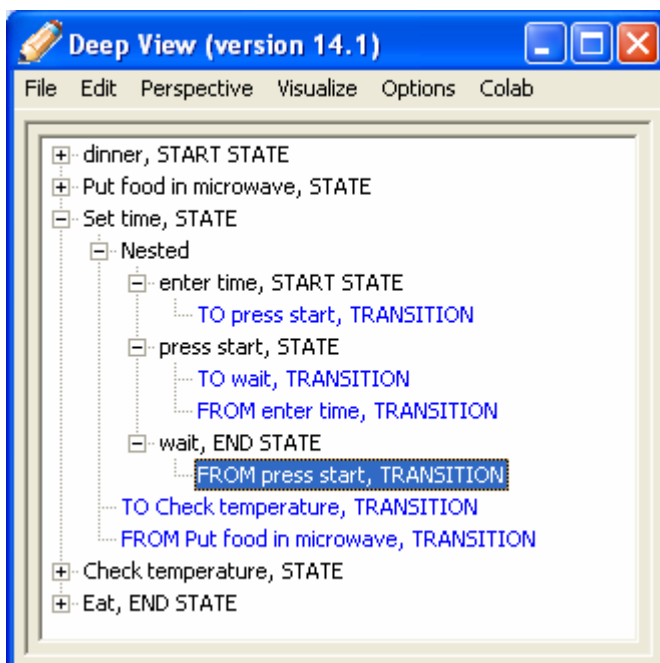 Deep View (version 14.1)
File Edit Perspective Visualize Options Colab
dinner, START STATE
Put food in microwave, STATE
Set time, STATE
Nested
enter time, START STATE
TO press start, TRANSITION
press start, STATE
TO wait, TRANSITION
FROM enter time, TRANSITION
wait, END STATE
FROM press start, TRANSITION
TO Check temperature, TRANSITION
FROM Put food in microwave, TRANSITION
Check temperature, STATE
Eat, END STATE